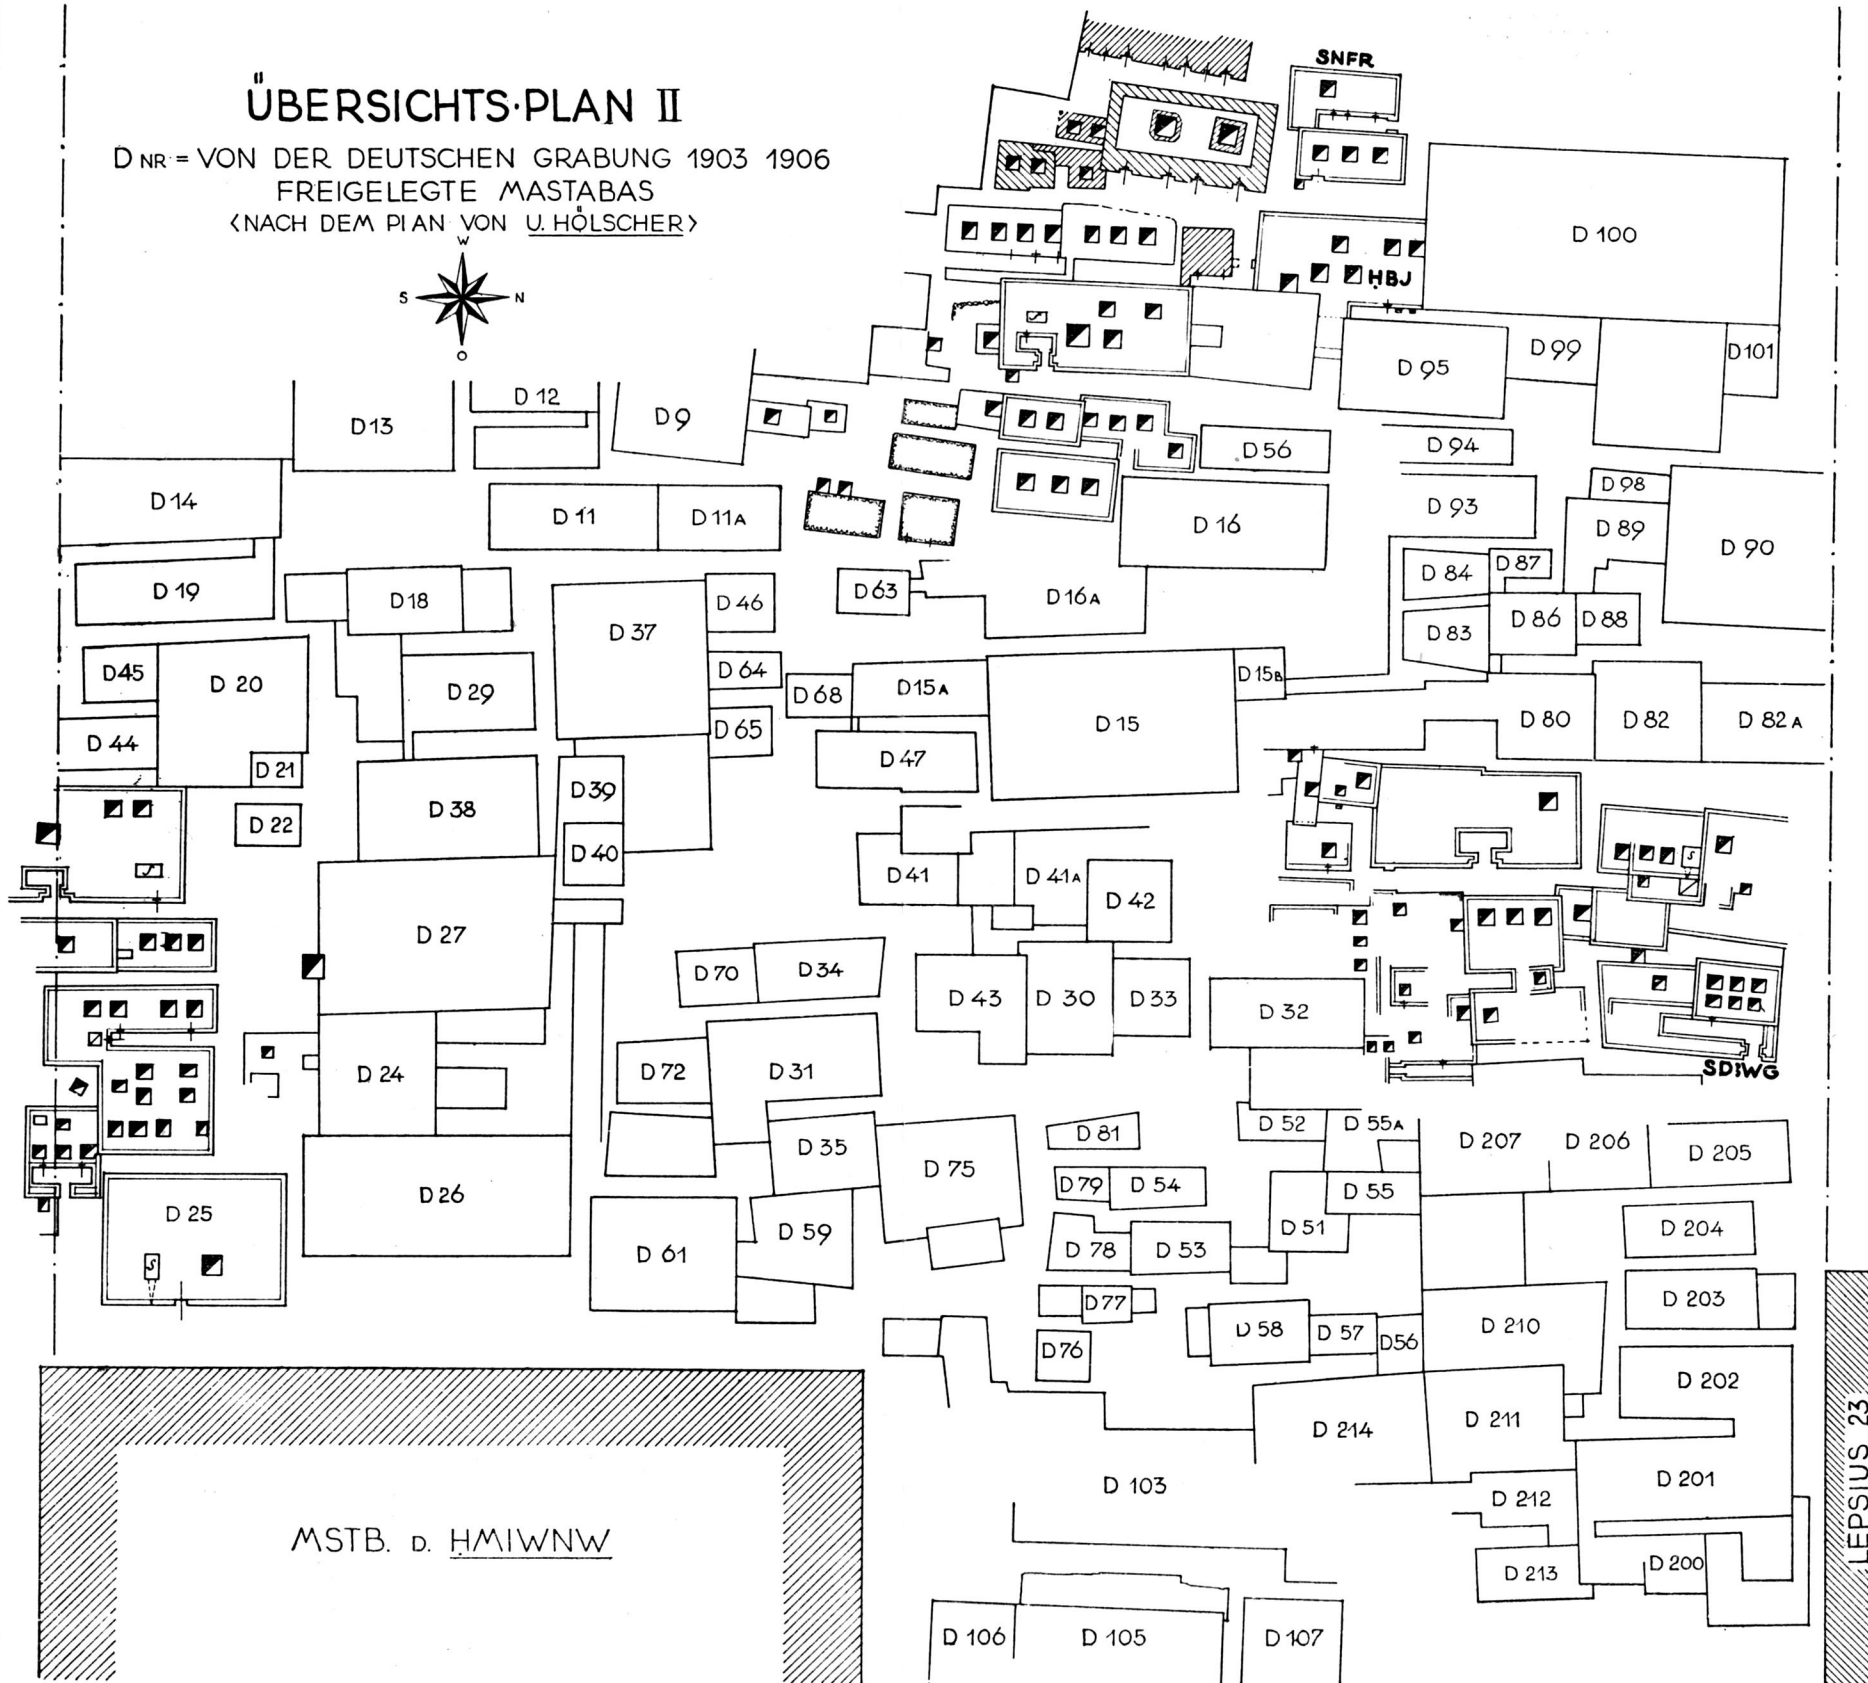 ÜBERSICHTS·PLAN II
D NR = VON DER DEUTSCHEN GRABUNG 1903 1906
FREIGELEGTE MASTABAS
<NACH DEM PlAN VON U. HÖLSCHER>
W
S N
O
SNFR
D 100
HBJ
D 95
D 99
D 101
D 12
D 13
D 9
D 56
D 94
D 98
D 14
D 11
D 11A
D 16
D 93
D 89
D 90
D 19
D 18
D 46
D 63
D 16A
D 84
D 87
D 37
D 83
D 86
D 88
D 45
D 20
D 29
D 64
D 68
D 15A
D 15B
D 44
D 65
D 15
D 80
D 82
D 82A
D 21
D 47
D 22
D 38
D 39
D 40
D 41
D 41A
D 42
D 27
D 70
D 34
D 43
D 30
D 33
D 32
D 24
D 72
D 31
SDIWG
D 81
D 52
D 55A
D 207
D 206
D 205
D 35
D 75
D 26
D 79
D 54
D 55
D 25
D 61
D 59
D 78
D 53
D 51
D 204
D 77
D 203
D 58
D 57
D 56
D 210
D 76
D 202
D 214
D 211
LEPSIUS 23
D 103
D 212
D 201
MSTB. D. ḤMIWNW
D 213
D 200
D 106
D 105
D 107